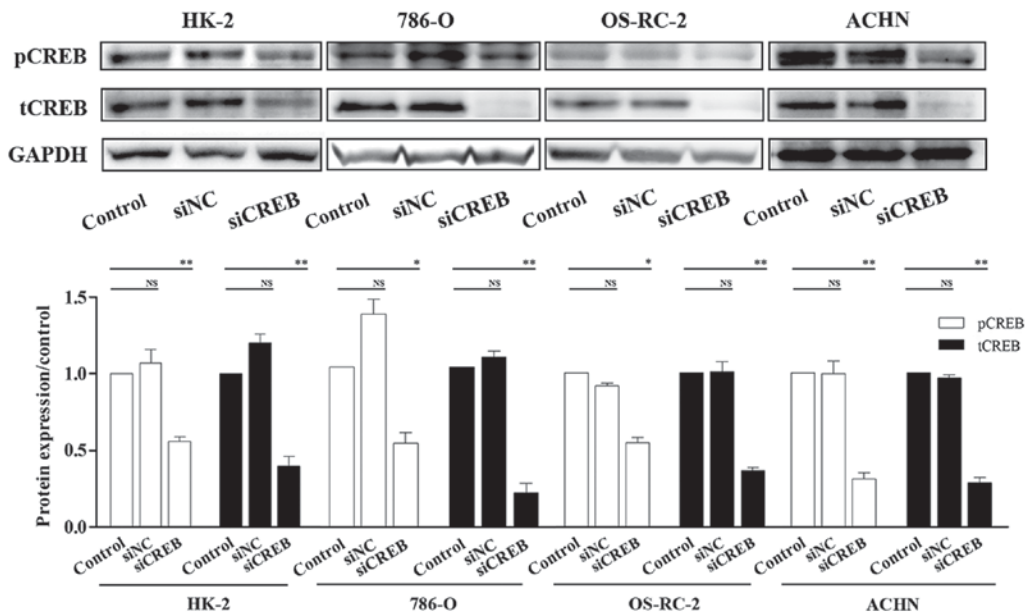 HK-2 786-O OS-RC-2 ACHN
pCREB
tCREB
GAPDH
Control siNC siCREB Control siNC siCREB Control siNC siCREB Control siNC siCREB
** ** * ** * ** ** **
NS NS NS NS NS NS NS NS
Protein expression/control
1.5
1.0
0.5
0.0
pCREB
tCREB
Control siNC siCREB Control siNC siCREB Control siNC siCREB Control siNC siCREB Control siNC siCREB Control siNC siCREB Control siNC siCREB Control siNC siCREB
HK-2 786-O OS-RC-2 ACHN